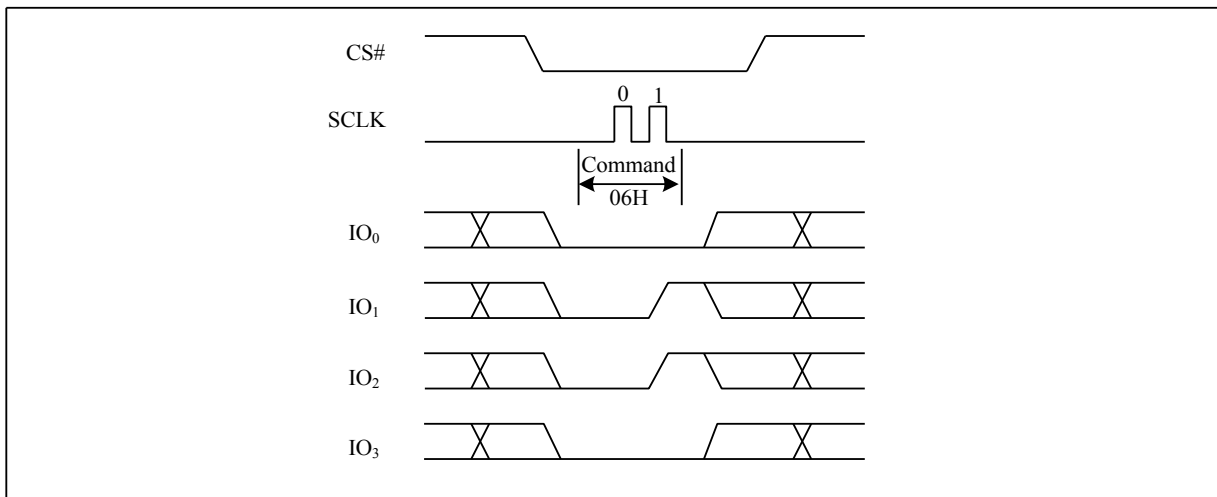 CS#
0 1
SCLK
Command
06H
IO₀
IO₁
IO₂
IO₃